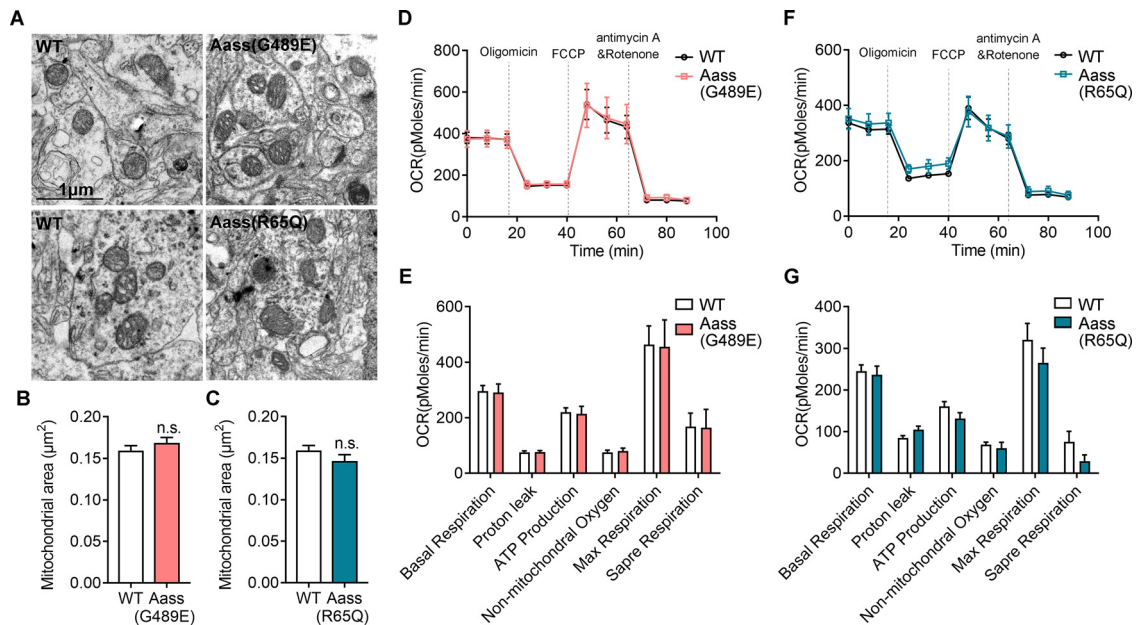 A
WT
Aass(G489E)
1μm
WT
Aass(R65Q)
B
Mitochondrial area (μm²)
0.20
0.15
0.10
0.05
0.00
n.s.
WT Aass
(G489E)
C
Mitochondrial area (μm²)
0.20
0.15
0.10
0.05
0.00
n.s.
WT Aass
(R65Q)
D
OCR(pMoles/min)
800
600
400
200
0
Oligomicin
FCCP
antimycin A
&Rotenone
WT
Aass
(G489E)
0 20 40 60 80 100
Time (min)
E
OCR(pMoles/min)
600
400
200
0
WT
Aass
(G489E)
Basal Respiration
Proton leak
ATP Production
Non-mitochondral Oxygen
Max Respiration
Sapre Respiration
F
OCR(pMoles/min)
600
400
200
0
Oligomicin
FCCP
antimycin A
&Rotenone
WT
Aass
(R65Q)
0 20 40 60 80 100
Time (min)
G
OCR(pMoles/min)
400
300
200
100
0
WT
Aass
(R65Q)
Basal Respiration
Proton leak
ATP Production
Non-mitochondral Oxygen
Max Respiration
Sapre Respiration